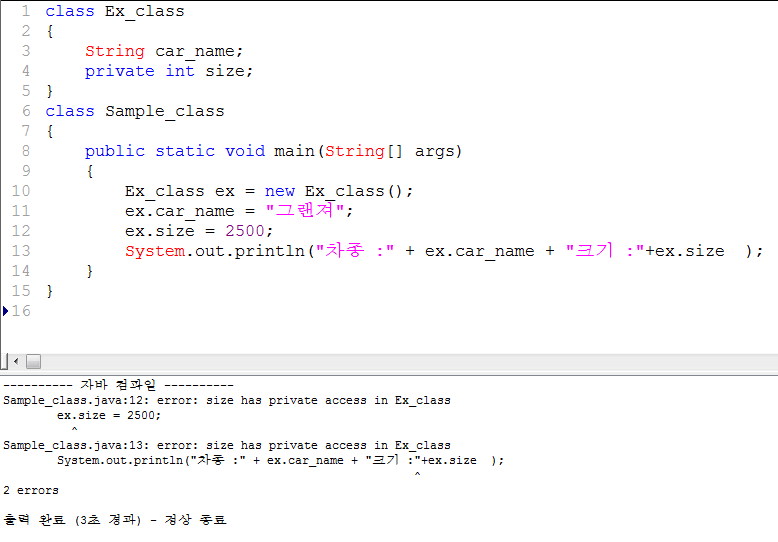 1 class Ex_class
2 {
3 String car_name;
4 private int size;
5 }
6 class Sample_class
7 {
8 public static void main(String[] args)
9 {
10 Ex_class ex = new Ex_class();
11 ex.car_name = "그랜져";
12 ex.size = 2500;
13 System.out.println("차종 :" + ex.car_name + "크기 :"+ex.size  );
14 }
15 }
16
---------- 자바 컴파일 ----------
Sample_class.java:12: error: size has private access in Ex_class
ex.size = 2500;
^
Sample_class.java:13: error: size has private access in Ex_class
System.out.println("차종 :" + ex.car_name + "크기 :"+ex.size  );
^
2 errors
출력 완료 (3초 경과) - 정상 종료